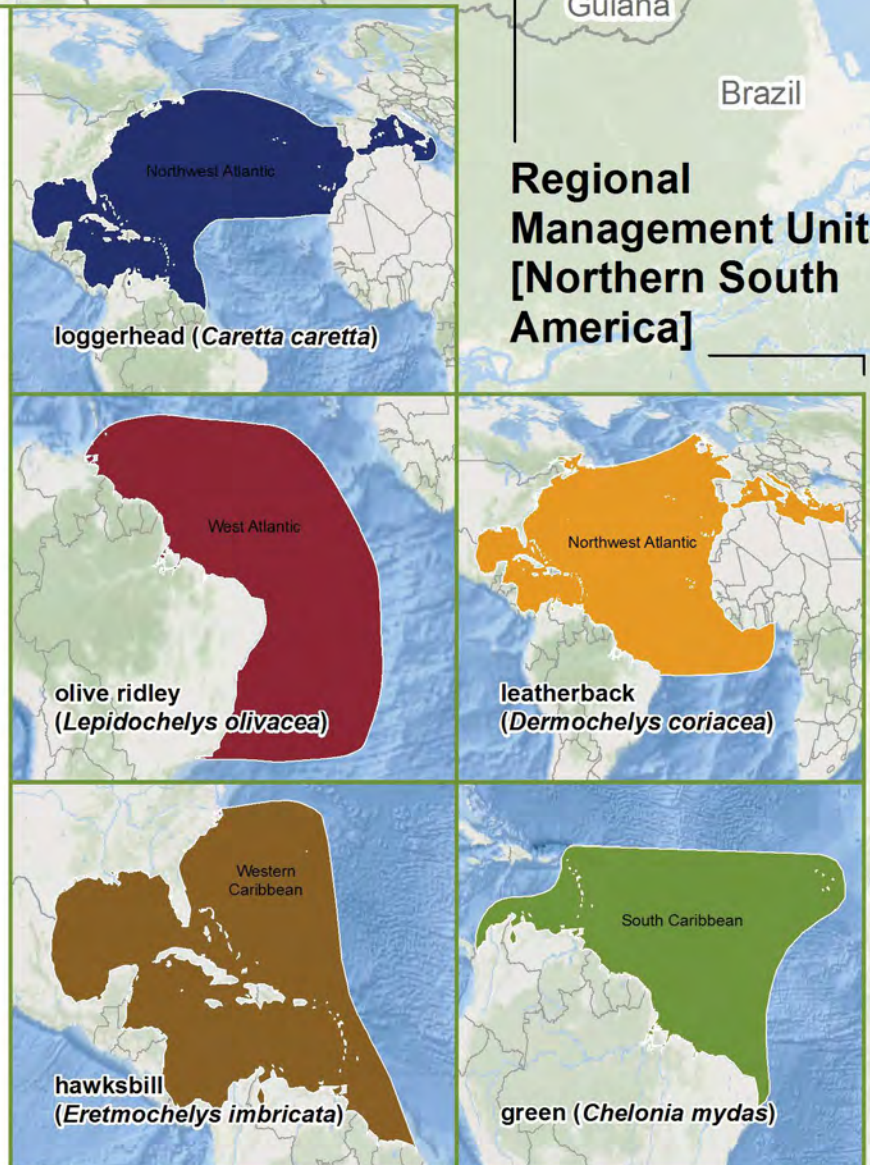 Guiana
Brazil
Regional
Management Unit
[Northern South
America]
Northwest Atlantic
loggerhead (Caretta caretta)
West Atlantic
olive ridley
(Lepidochelys olivacea)
Northwest Atlantic
leatherback
(Dermochelys coriacea)
Western
Caribbean
hawksbill
(Eretmochelys imbricata)
South Caribbean
green (Chelonia mydas)